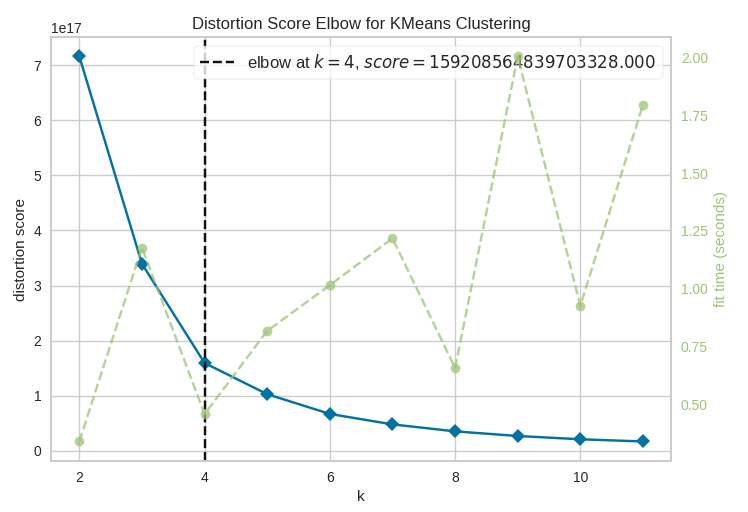 Distortion Score Elbow for KMeans Clustering
1e17
elbow at k = 4, score = 159208564839703328.000
7
6
5
4
3
2
1
0
distortion score
2.00
1.75
1.50
1.25
1.00
0.75
0.50
fit time (seconds)
2 4 6 8 10
k